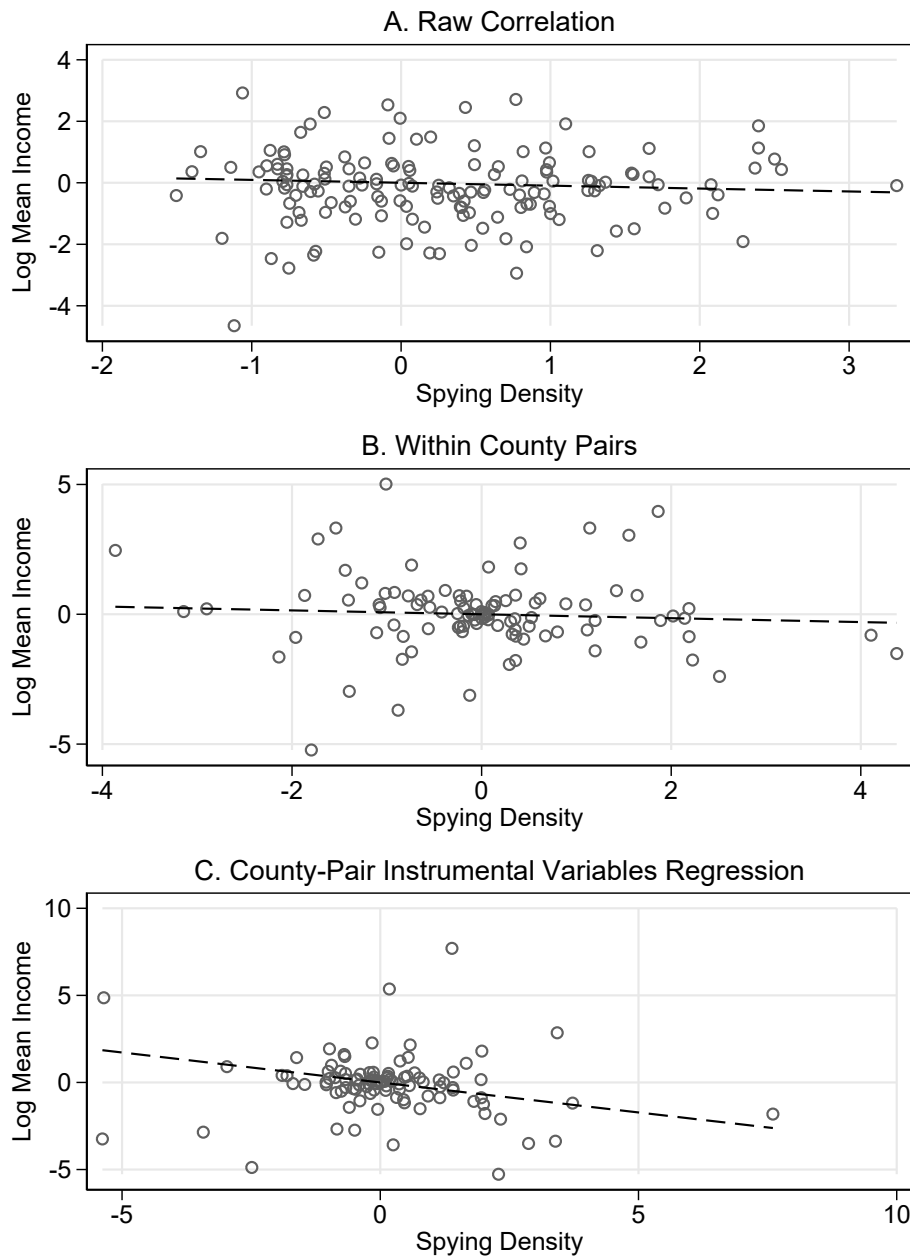 A. Raw Correlation
4
2
0
-2
-4
Log Mean Income
-2 -1 0 1 2 3
Spying Density
B. Within County Pairs
5
0
-5
Log Mean Income
-4 -2 0 2 4
Spying Density
C. County-Pair Instrumental Variables Regression
10
5
0
-5
Log Mean Income
-5 0 5 10
Spying Density